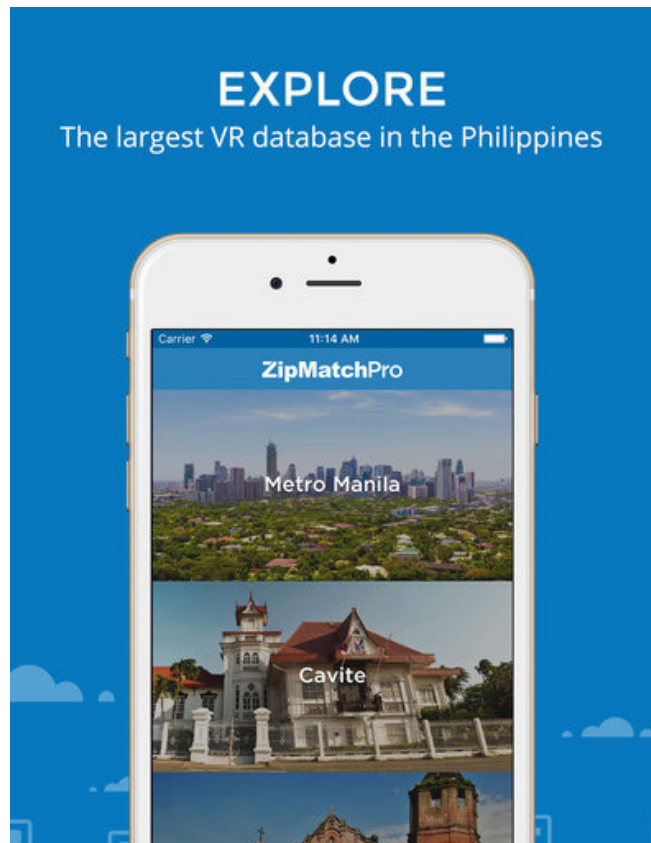 EXPLORE
The largest VR database in the Philippines
Carrier 11:14 AM
ZipMatchPro
Metro Manila
Cavite